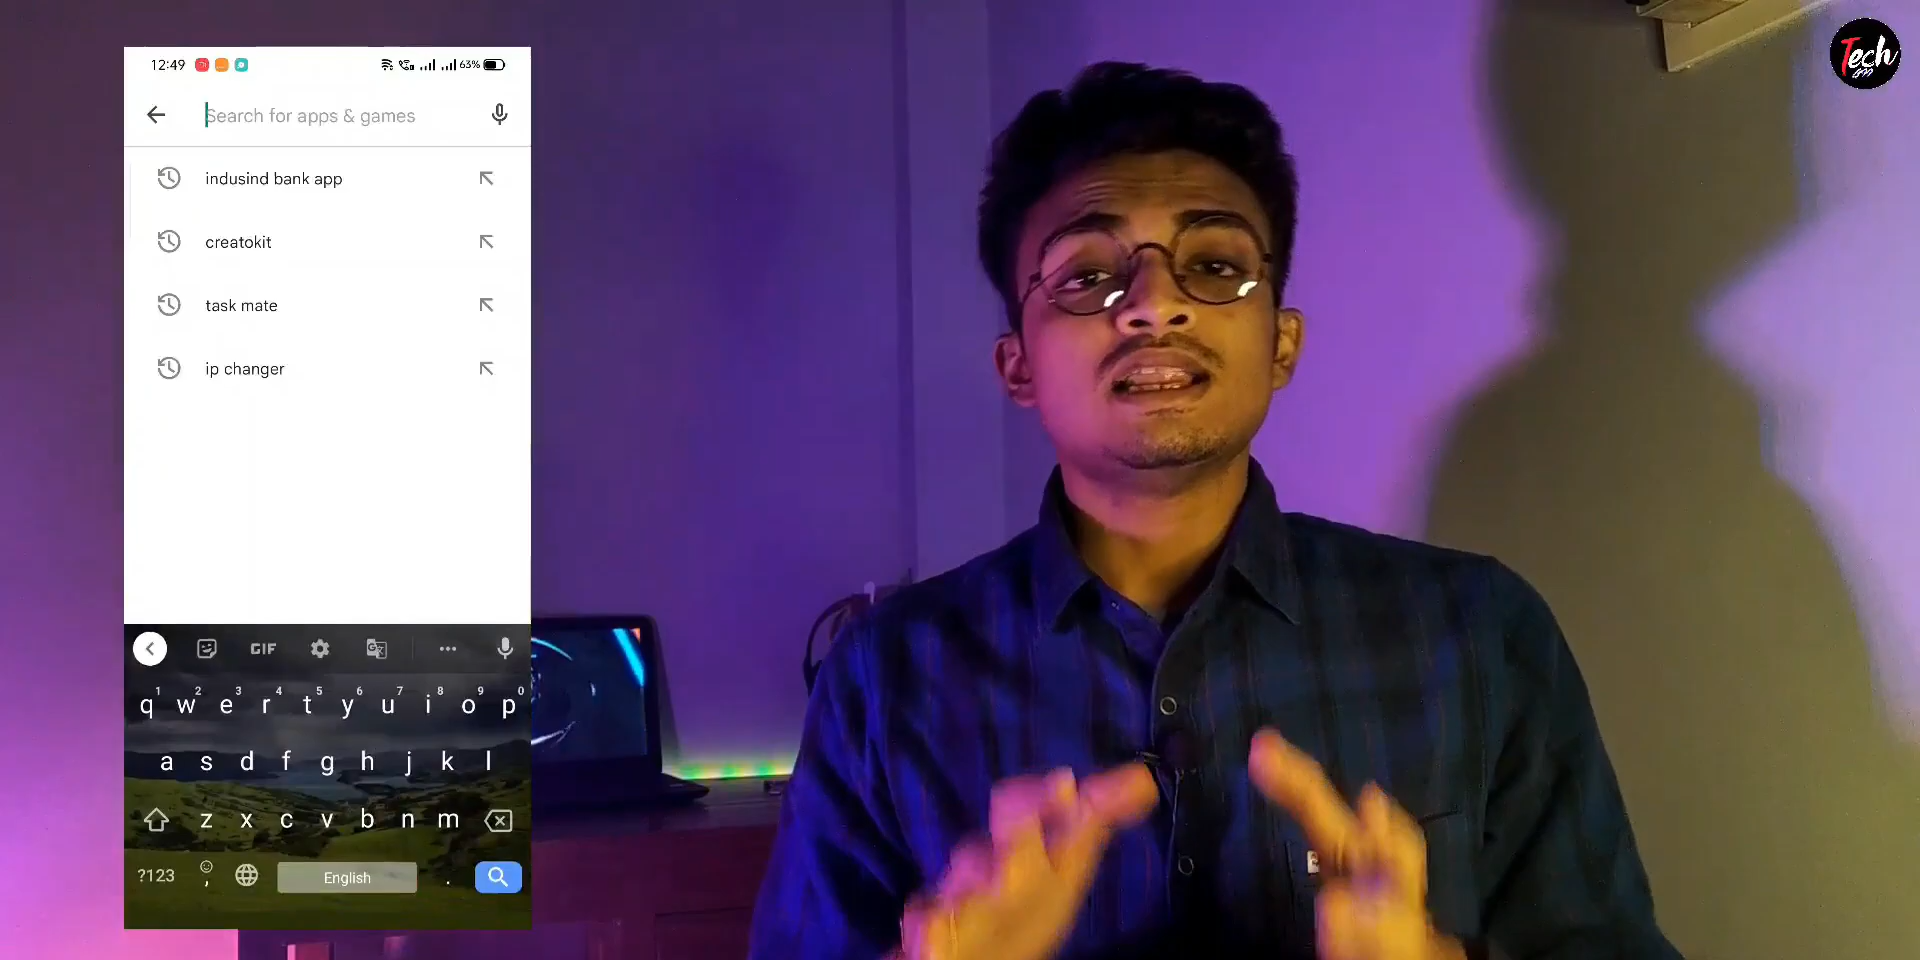 12:49
63%
Search for apps & games
indusind bank app
creatokit
task mate
ip changer
GIF
1 2 3 4 5 6 7 8 9 0
q w e r t y u i o p
a s d f g h j k l
z x c v b n m
?123 , English .
Tech